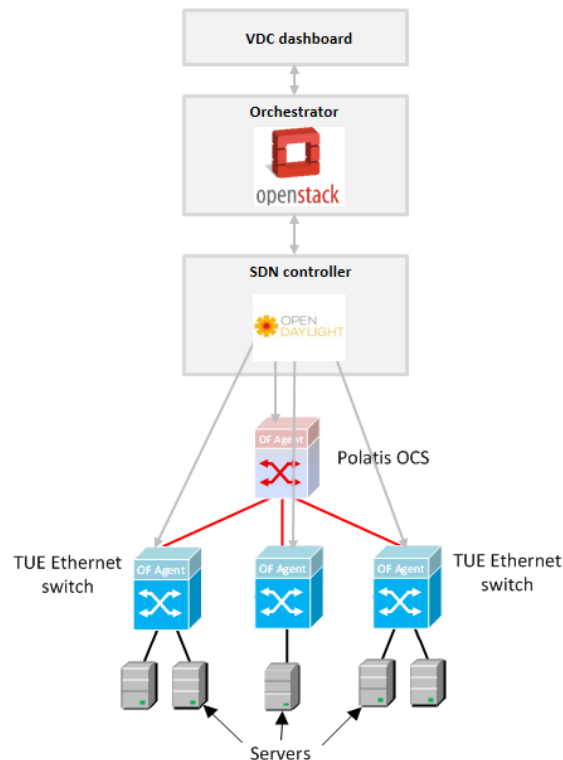 VDC dashboard
Orchestrator
openstack
SDN controller
OPEN
DAYLIGHT
OF Agent
Polatis OCS
TUE Ethernet
switch
OF Agent
OF Agent
OF Agent
TUE Ethernet
switch
Servers